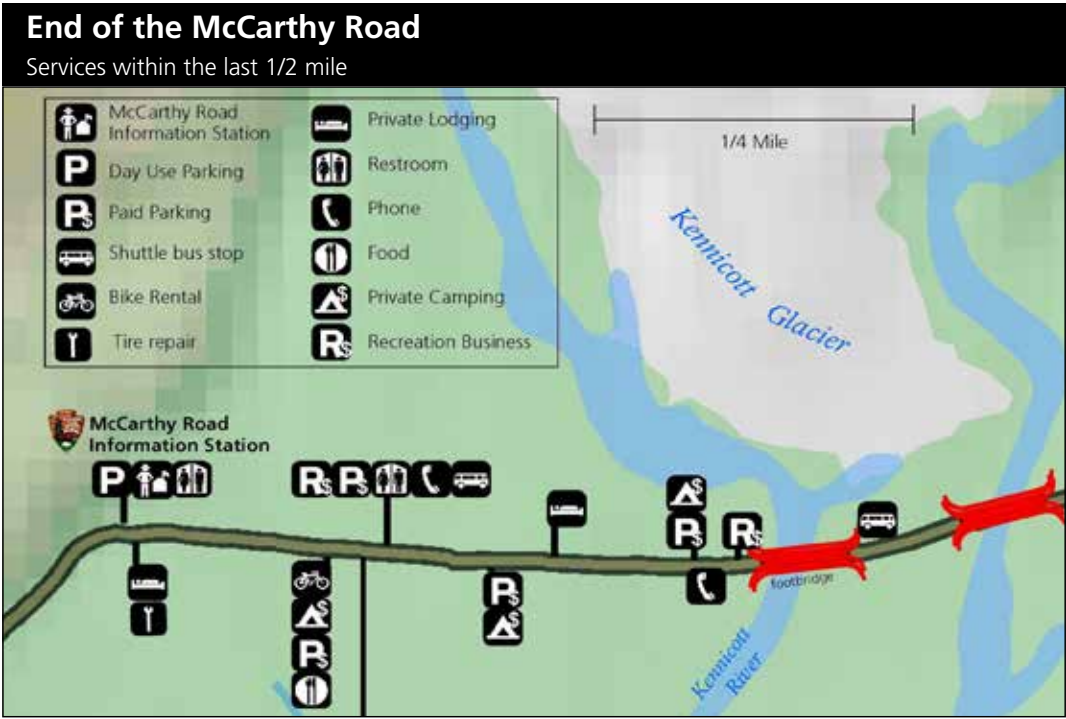 End of the McCarthy Road
Services within the last 1/2 mile
McCarthy Road
Information Station
Day Use Parking
Paid Parking
Shuttle bus stop
Bike Rental
Tire repair
Private Lodging
Restroom
Phone
Food
Private Camping
Recreation Business
P
P$
$
R$
1/4 Mile
Kennicott Glacier
McCarthy Road
Information Station
P
R$ P$
$
P$
R$
$
P$
P$
$
footbridge
Kennicott
River